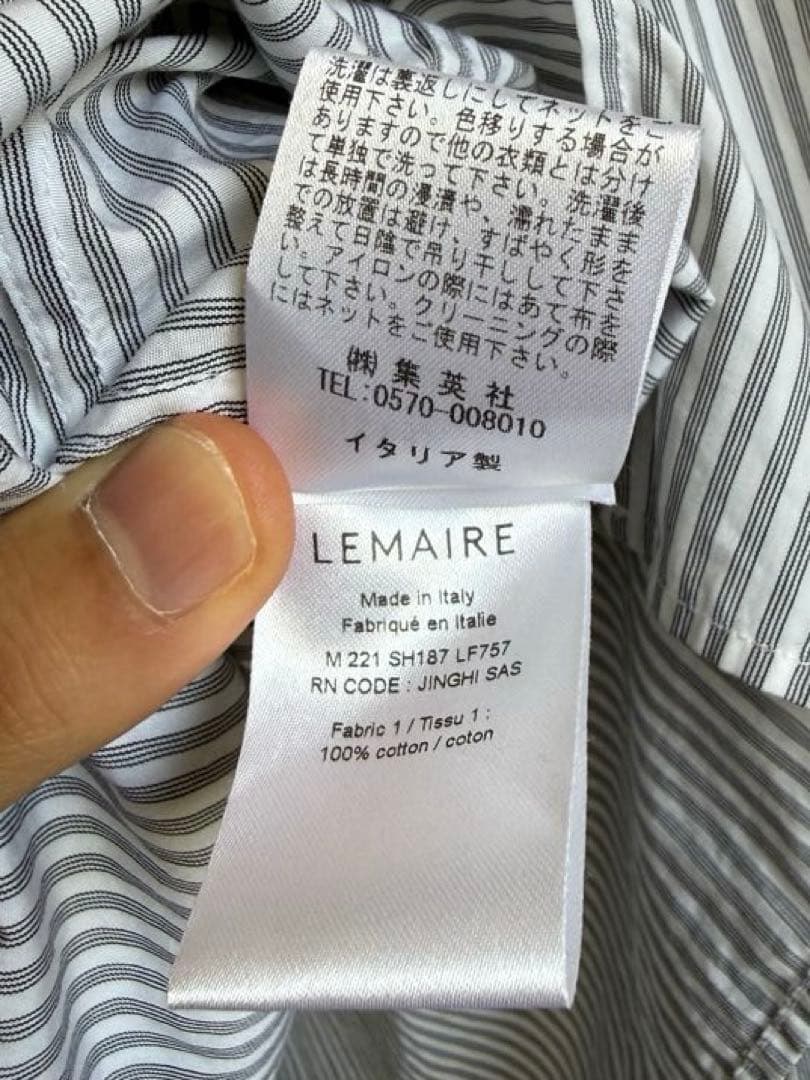 洗濯は裏返しにしてネットをご
使用下さい。色移りする場合が
ありますので他の衣類とは分け
て単独で洗って下さい。洗濯後
は長時間の浸漬や、濡れたまま
での放置は避け、すばやく形を
整えて日陰で吊り干しして下さ
い。アイロンの際にはあて布を
して下さい。クリーニングの際
にはネットをご使用下さい。
㈱集英社
TEL:0570-008010
イタリア製
LEMAIRE
Made in Italy
Fabriqué en Italie
M 221 SH187 LF757
RN CODE : JINGHI SAS
Fabric 1 / Tissu 1 :
100% cotton / coton